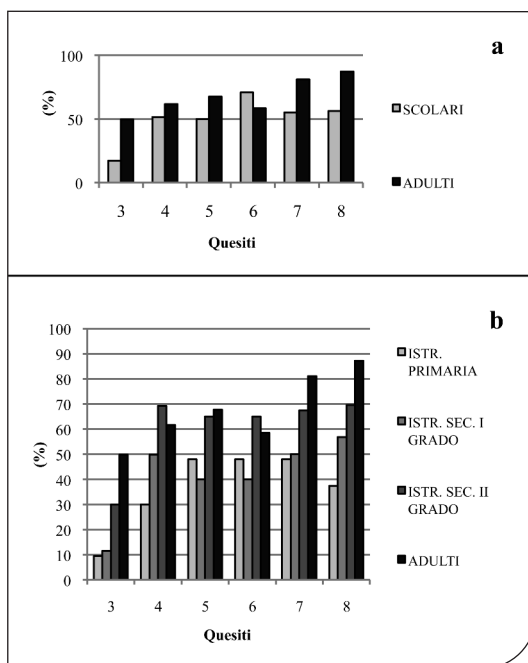 a
100
50
0
(%)
3 4 5 6 7 8
Quesiti
SCOLARI
ADULTI
b
100
90
80
70
60
50
40
30
20
10
0
(%)
3 4 5 6 7 8
Quesiti
ISTR.
PRIMARIA
ISTR. SEC. I
GRADO
ISTR. SEC. II
GRADO
ADULTI